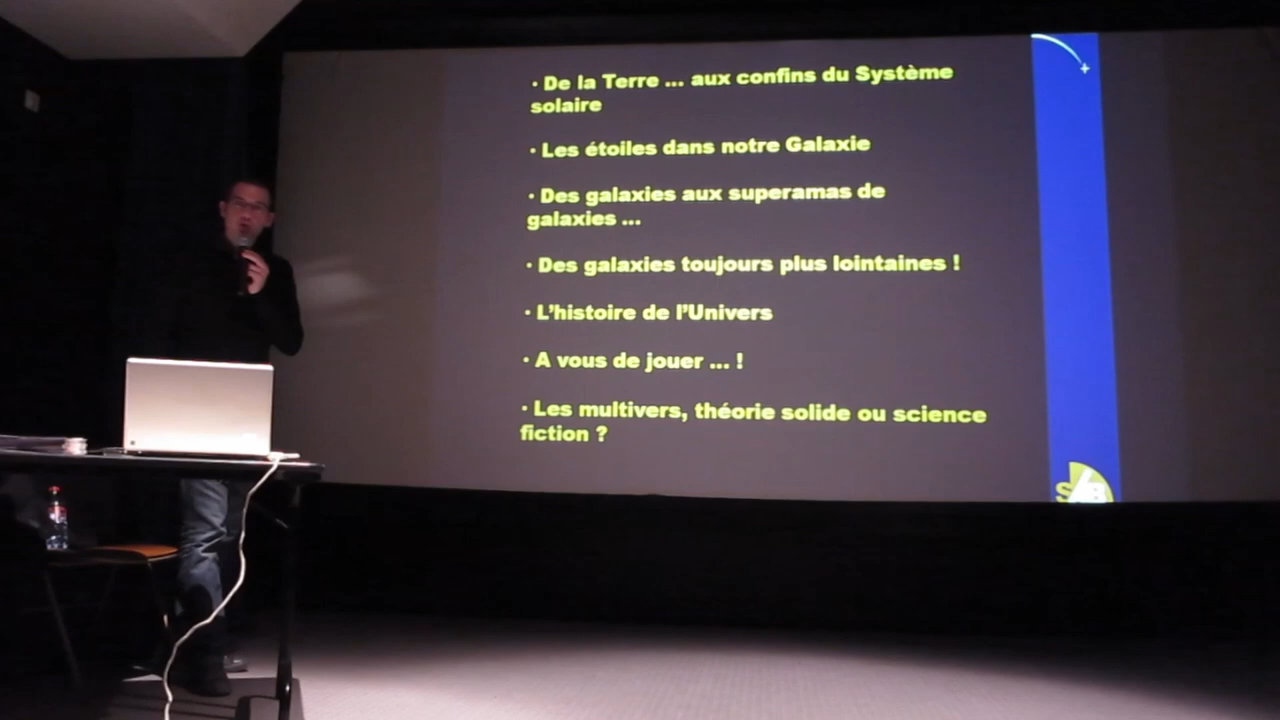 · De la Terre ... aux confins du Système
solaire
· Les étoiles dans notre Galaxie
· Des galaxies aux superamas de
galaxies ...
· Des galaxies toujours plus lointaines !
· L’histoire de l’Univers
· A vous de jouer ... !
· Les multivers, théorie solide ou science
fiction ?